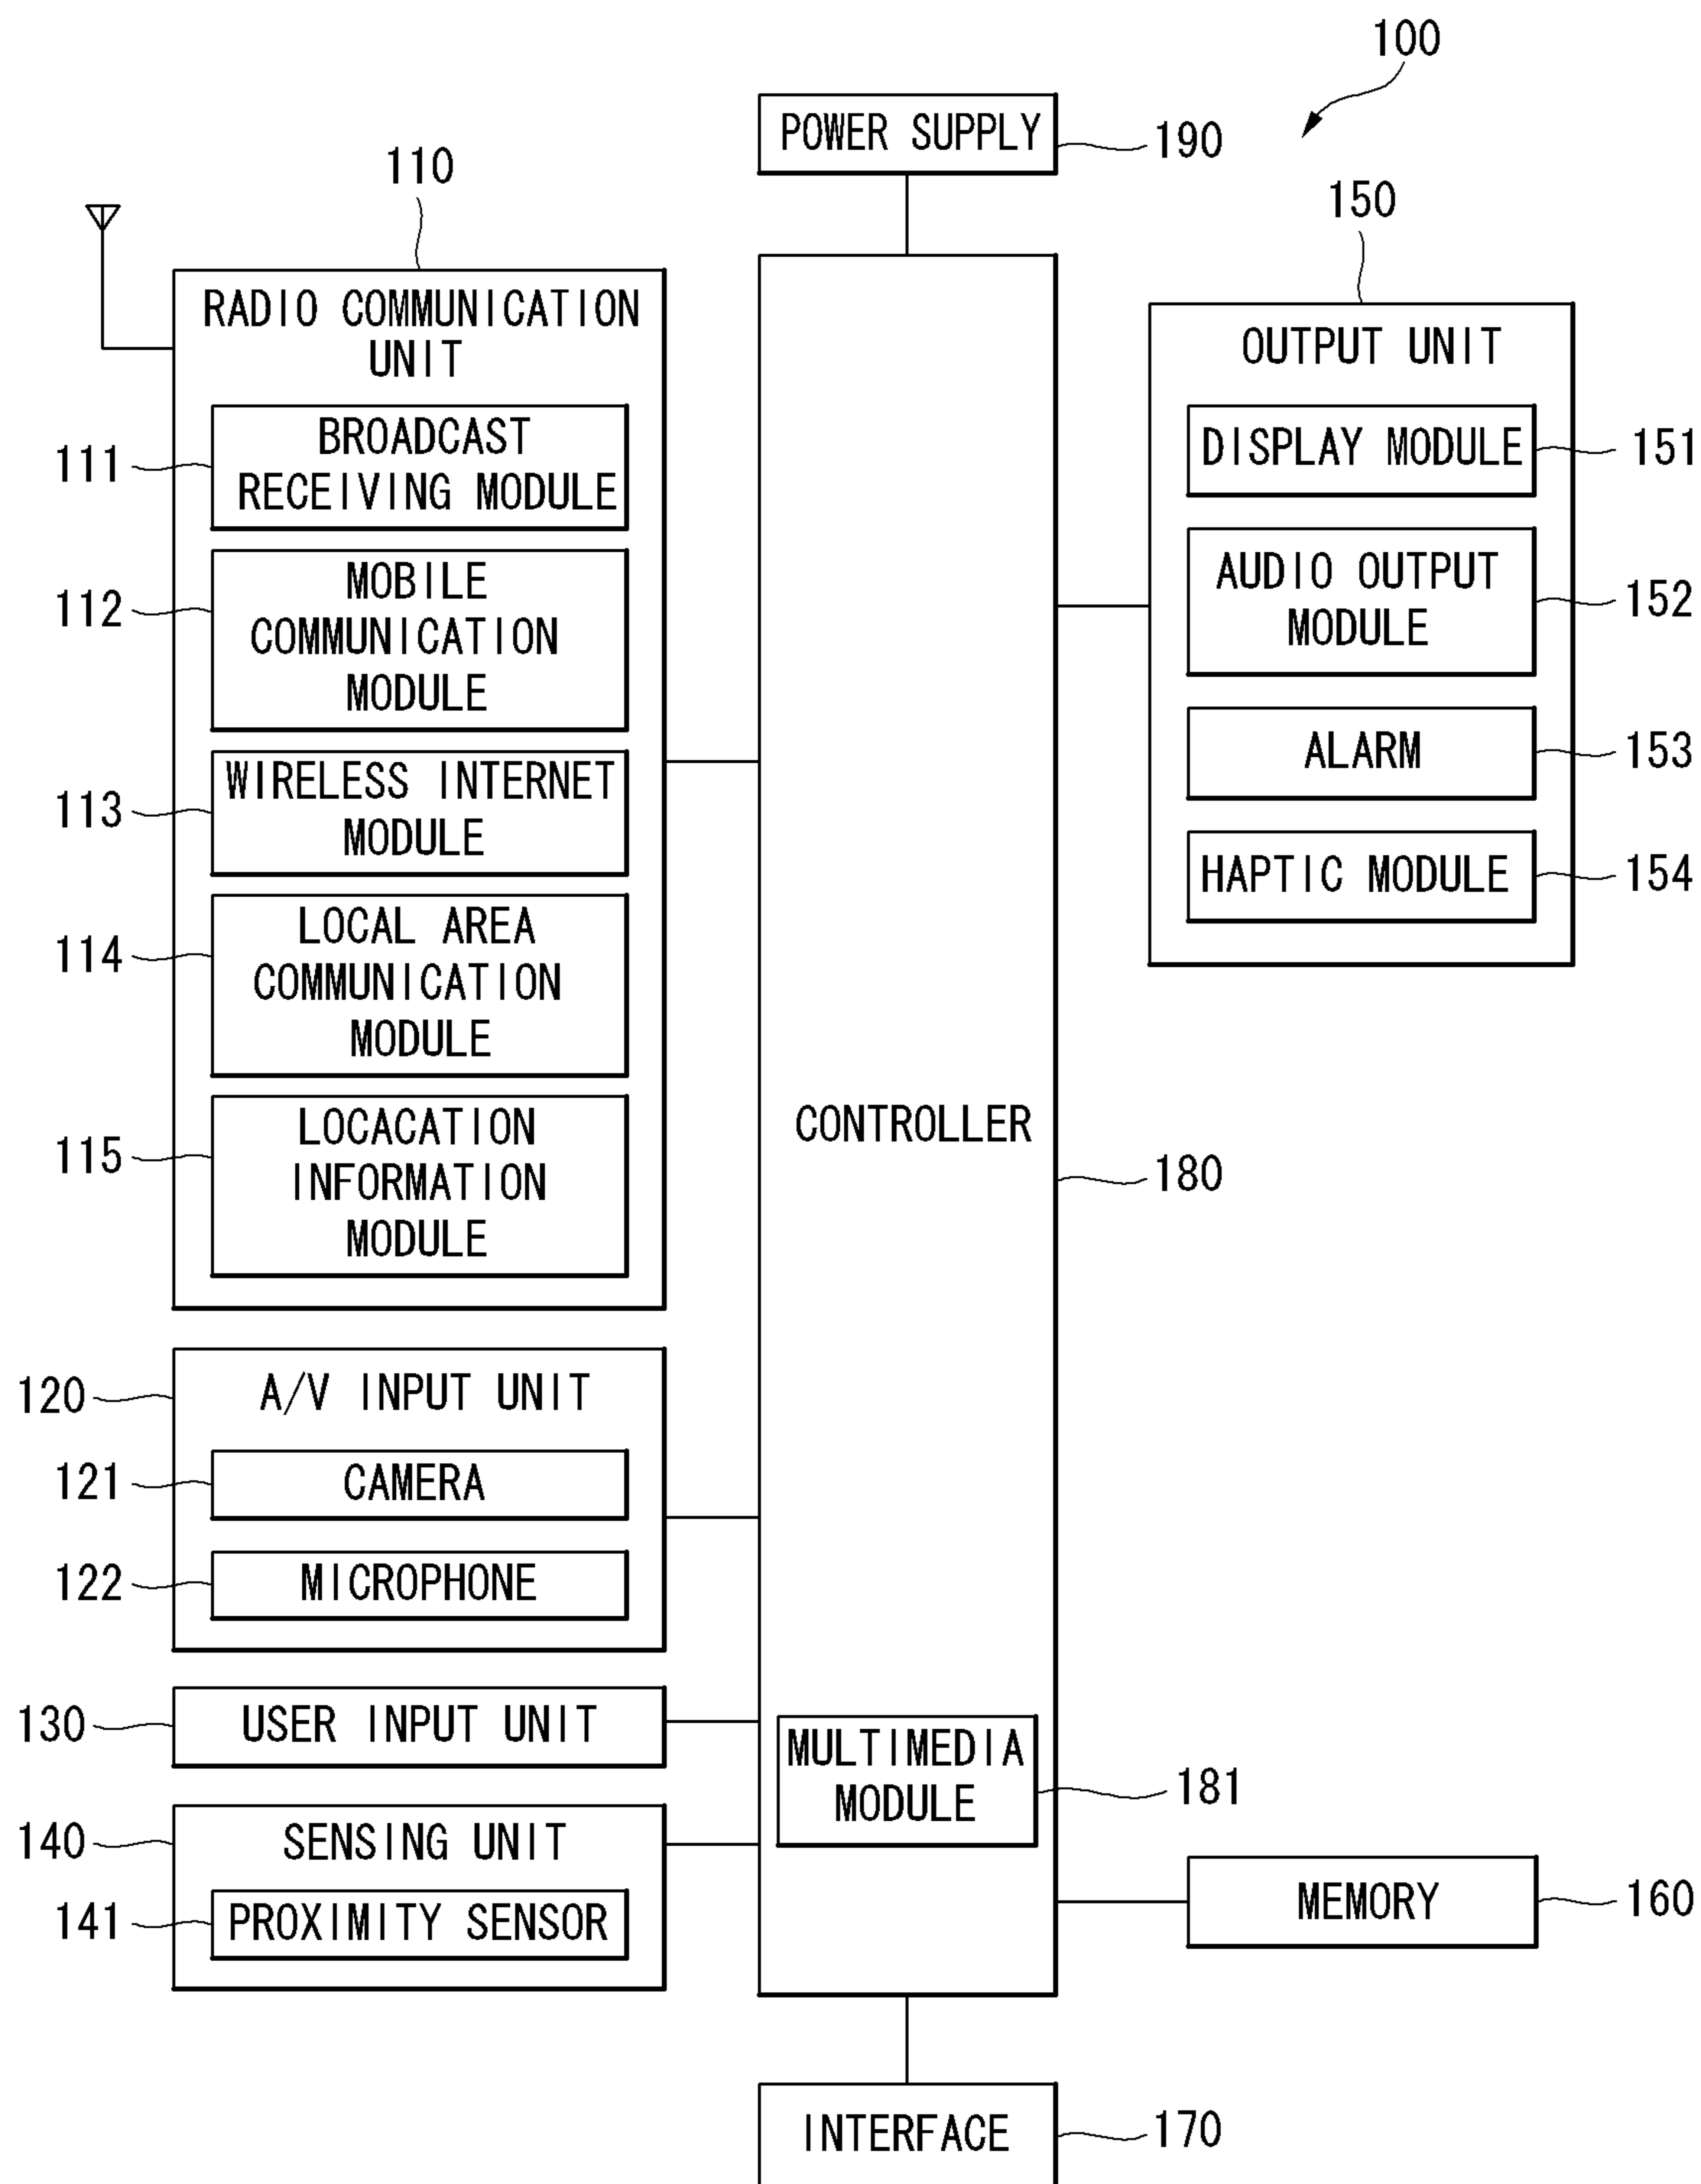 100
POWER SUPPLY
190
110
150
RADIO COMMUNICATION
UNIT
OUTPUT UNIT
111
BROADCAST
RECEIVING MODULE
DISPLAY MODULE
151
112
MOBILE
COMMUNICATION
MODULE
AUDIO OUTPUT
MODULE
152
113
WIRELESS INTERNET
MODULE
ALARM
153
HAPTIC MODULE
154
114
LOCAL AREA
COMMUNICATION
MODULE
115
LOCACATION
INFORMATION
MODULE
CONTROLLER
180
120
A/V INPUT UNIT
121
CAMERA
122
MICROPHONE
130
USER INPUT UNIT
MULTIMEDIA
MODULE
181
140
SENSING UNIT
141
PROXIMITY SENSOR
MEMORY
160
INTERFACE
170